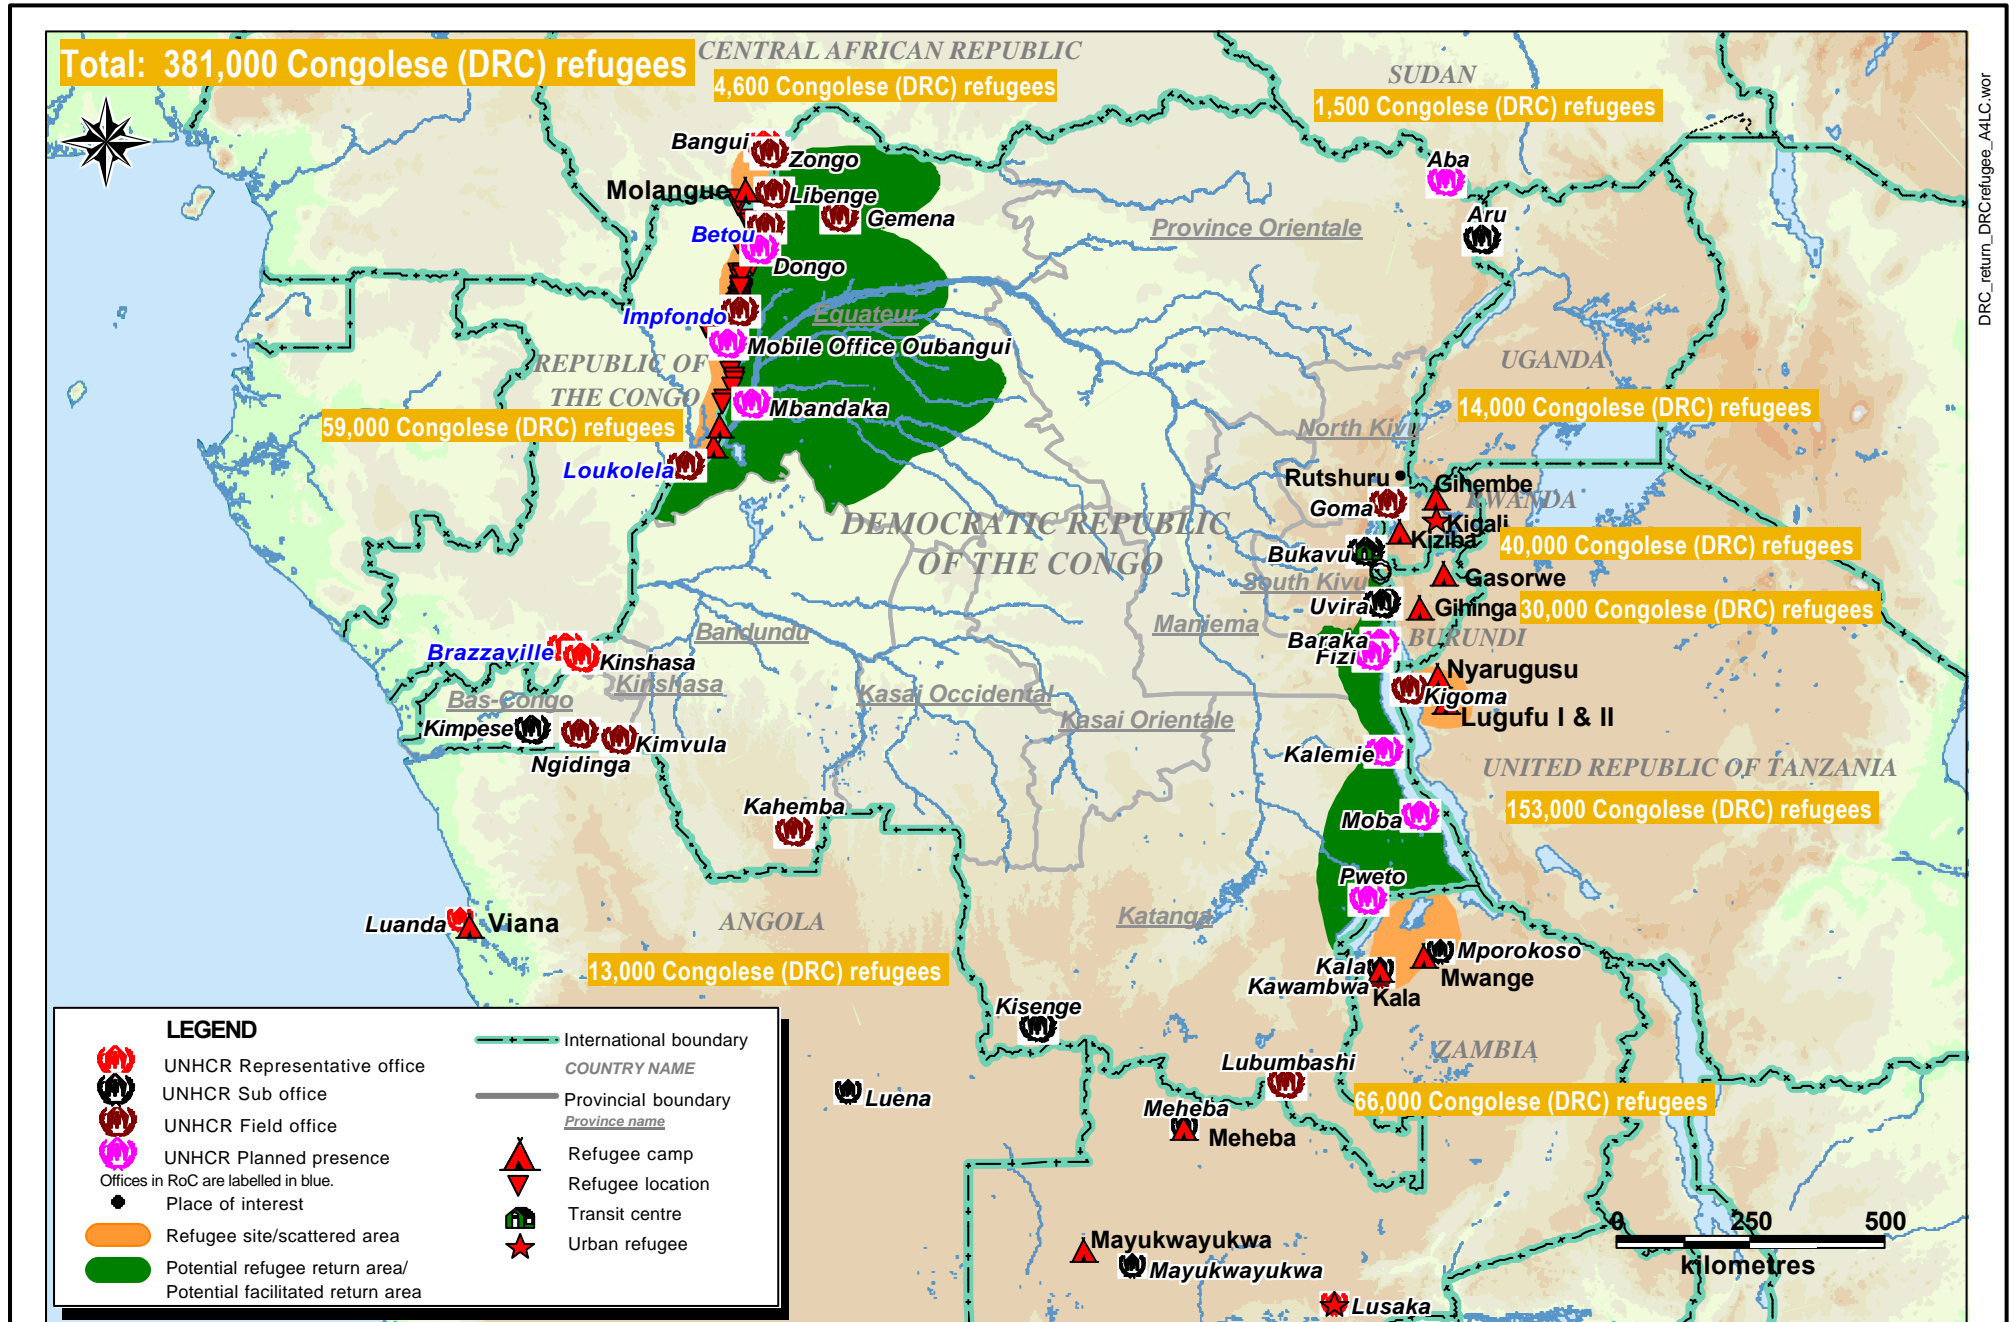 Total: 381,000 Congolese (DRC) refugees
CENTRAL AFRICAN REPUBLIC
4,600 Congolese (DRC) refugees
SUDAN
1,500 Congolese (DRC) refugees
DRC_return_DRCrefugee_A4LC.wor
Bangui
Zongo
Aba
Molangue
Libenge
Gemena
Aru
Province Orientale
Betou
Dongo
Impfondo
Equateur
Mobile Office Oubangui
REPUBLIC OF
THE CONGO
UGANDA
Mbandaka
14,000 Congolese (DRC) refugees
59,000 Congolese (DRC) refugees
North Kivu
Loukolela
Rutshuru
Gihembe
RWANDA
Goma
Kigali
DEMOCRATIC REPUBLIC
OF THE CONGO
Kiziba
40,000 Congolese (DRC) refugees
Bukavu
South Kivu
Gasorwe
Uvira
Gihinga
30,000 Congolese (DRC) refugees
Bandundu
Maniema
Baraka
BURUNDI
Fizi
Brazzaville
Kinshasa
Kinshasa
Nyarugusu
Bas-Congo
Kasai Occidental
Kigoma
Kasai Orientale
Lugufu I & II
Kimpese
Kimvula
Ngidinga
Kalemie
UNITED REPUBLIC OF TANZANIA
153,000 Congolese (DRC) refugees
Kahemba
Moba
Pweto
Luanda
Viana
ANGOLA
Katanga
13,000 Congolese (DRC) refugees
Mporokoso
Kala
Mwange
Kawambwa
Kala
Kisenge
ZAMBIA
Lubumbashi
66,000 Congolese (DRC) refugees
Luena
Meheba
Meheba
Mayukwayukwa
Mayukwayukwa
Lusaka
0 250 500
kilometres
LEGEND
UNHCR Representative office
UNHCR Sub office
UNHCR Field office
UNHCR Planned presence
Offices in RoC are labelled in blue.
Place of interest
Refugee site/scattered area
Potential refugee return area/
Potential facilitated return area
International boundary
COUNTRY NAME
Provincial boundary
Province name
Refugee camp
Refugee location
Transit centre
Urban refugee